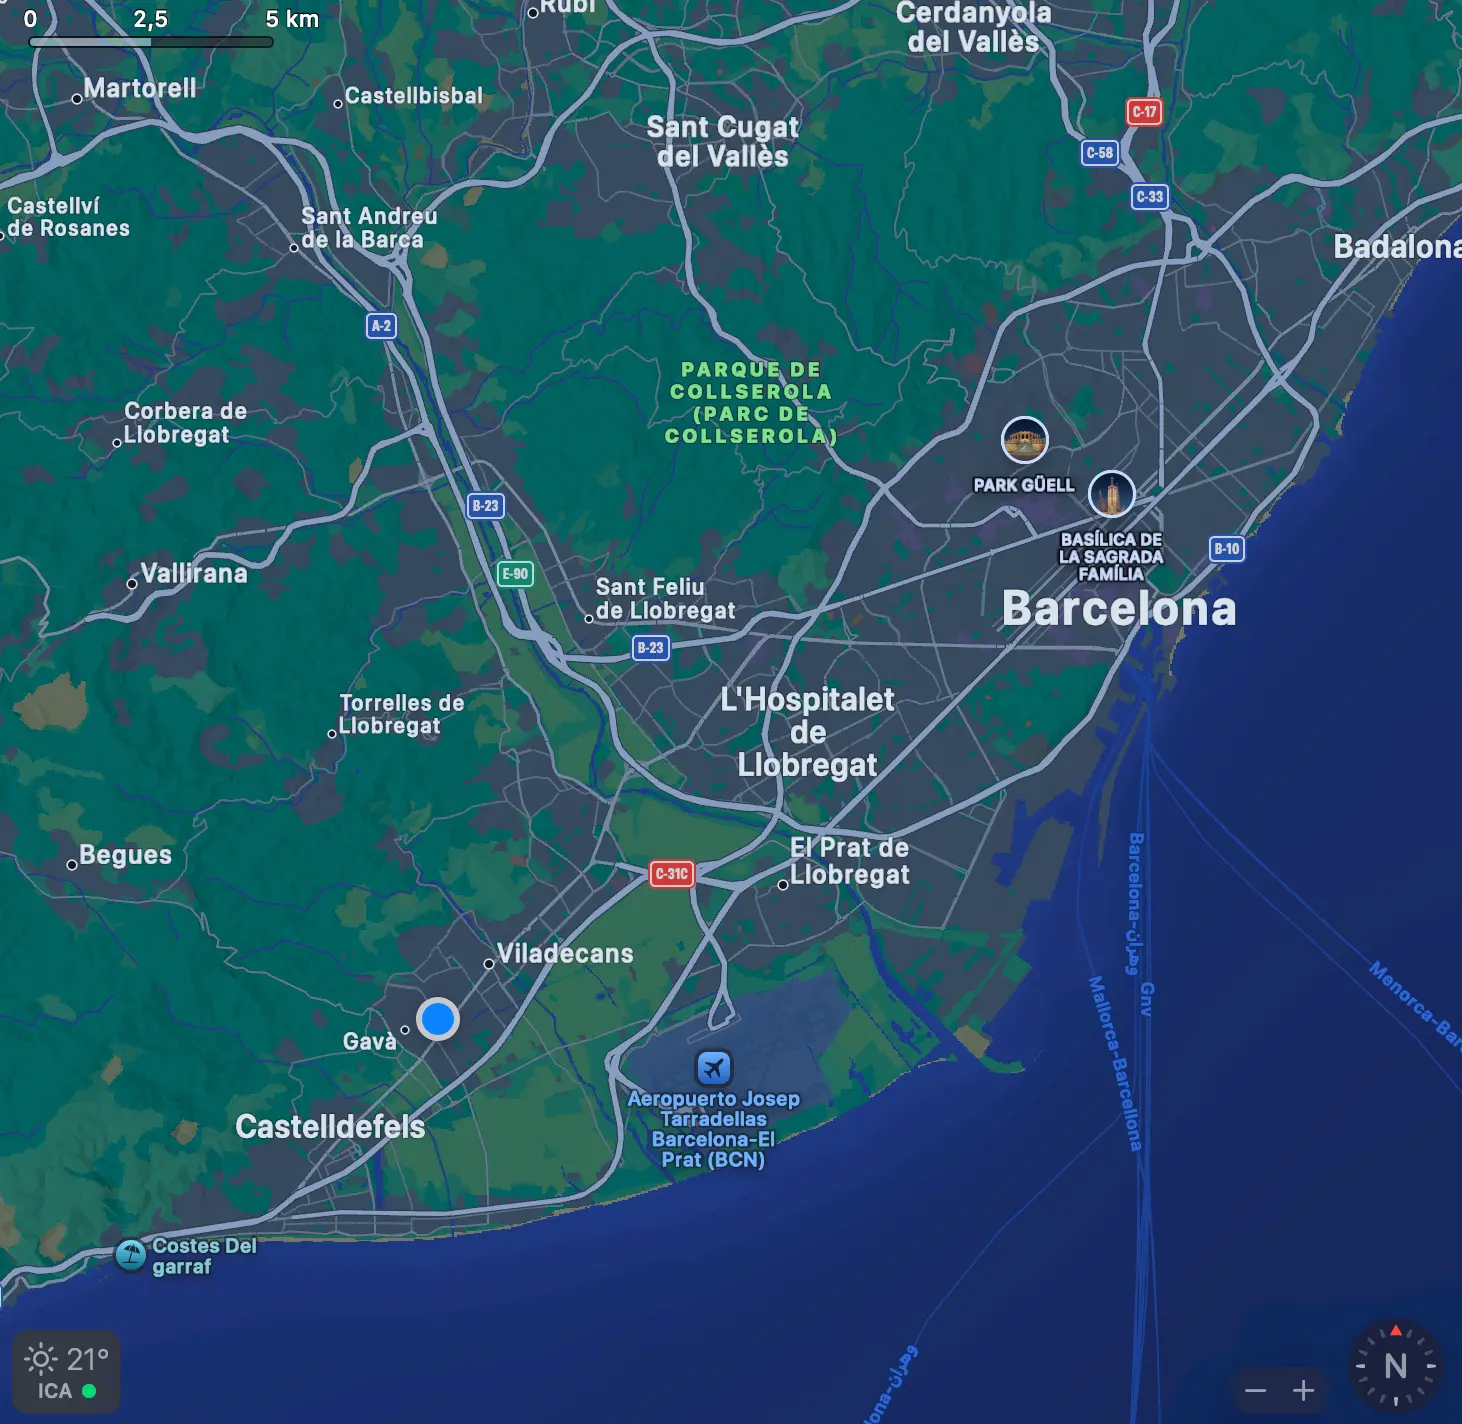 0 2,5 5 km
Rubí
Cerdanyola
del Vallès
Martorell
Castellbisbal
C-17
Sant Cugat
del Vallès
C-58
C-33
Castellví
de Rosanes
Sant Andreu
de la Barca
Badalona
A-2
PARQUE DE
COLLSEROLA
(PARC DE
COLLSEROLA)
Corbera de
Llobregat
PARK GÜELL
B-23
BASÍLICA DE
LA SAGRADA
FAMÍLIA
B-10
E-90
Vallirana
Sant Feliu
de Llobregat
Barcelona
B-23
Torrelles de
Llobregat
L'Hospitalet
de
Llobregat
Begues
El Prat de
Llobregat
C-31C
Barcelona-وهران
Gnv
Mallorca-Barcellona
Menorca-Bar
Viladecans
Gavà
Aeropuerto Josep
Tarradellas
Barcelona-El
Prat (BCN)
Castelldefels
Costes Del
garraf
lona-وهران
21°
ICA
N